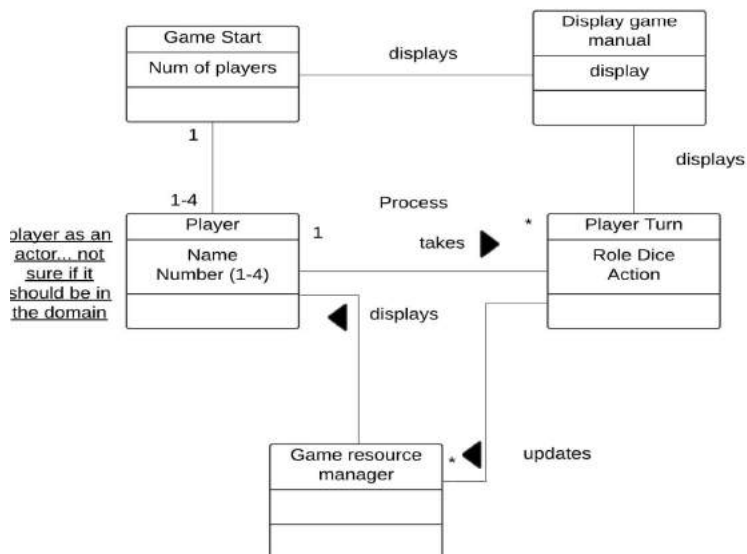 Game Start
Num of players
displays
Display game
manual
display
1
displays
1-4
Process
player as an
actor... not
sure if it
should be in
the domain
Player
Name
Number (1-4)
1
takes
*
Player Turn
Role Dice
Action
displays
Game resource
manager
*
updates